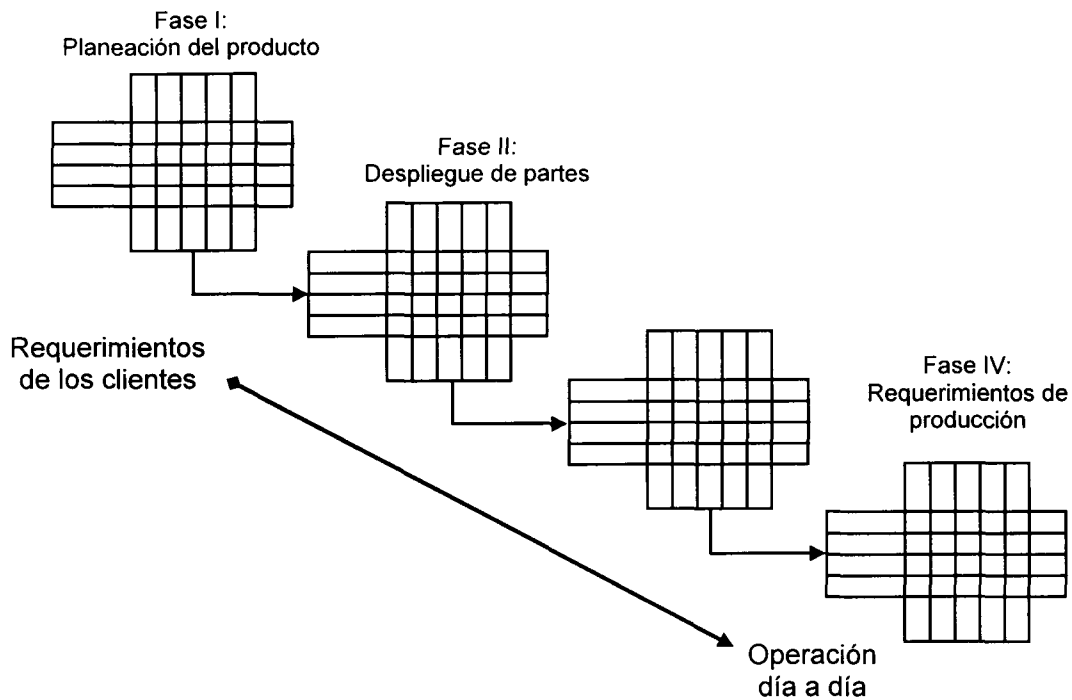 Fase I:
Planeación del producto
Fase II:
Despliegue de partes
Requerimientos
de los clientes
Fase IV:
Requerimientos de
producción
Operación
día a día